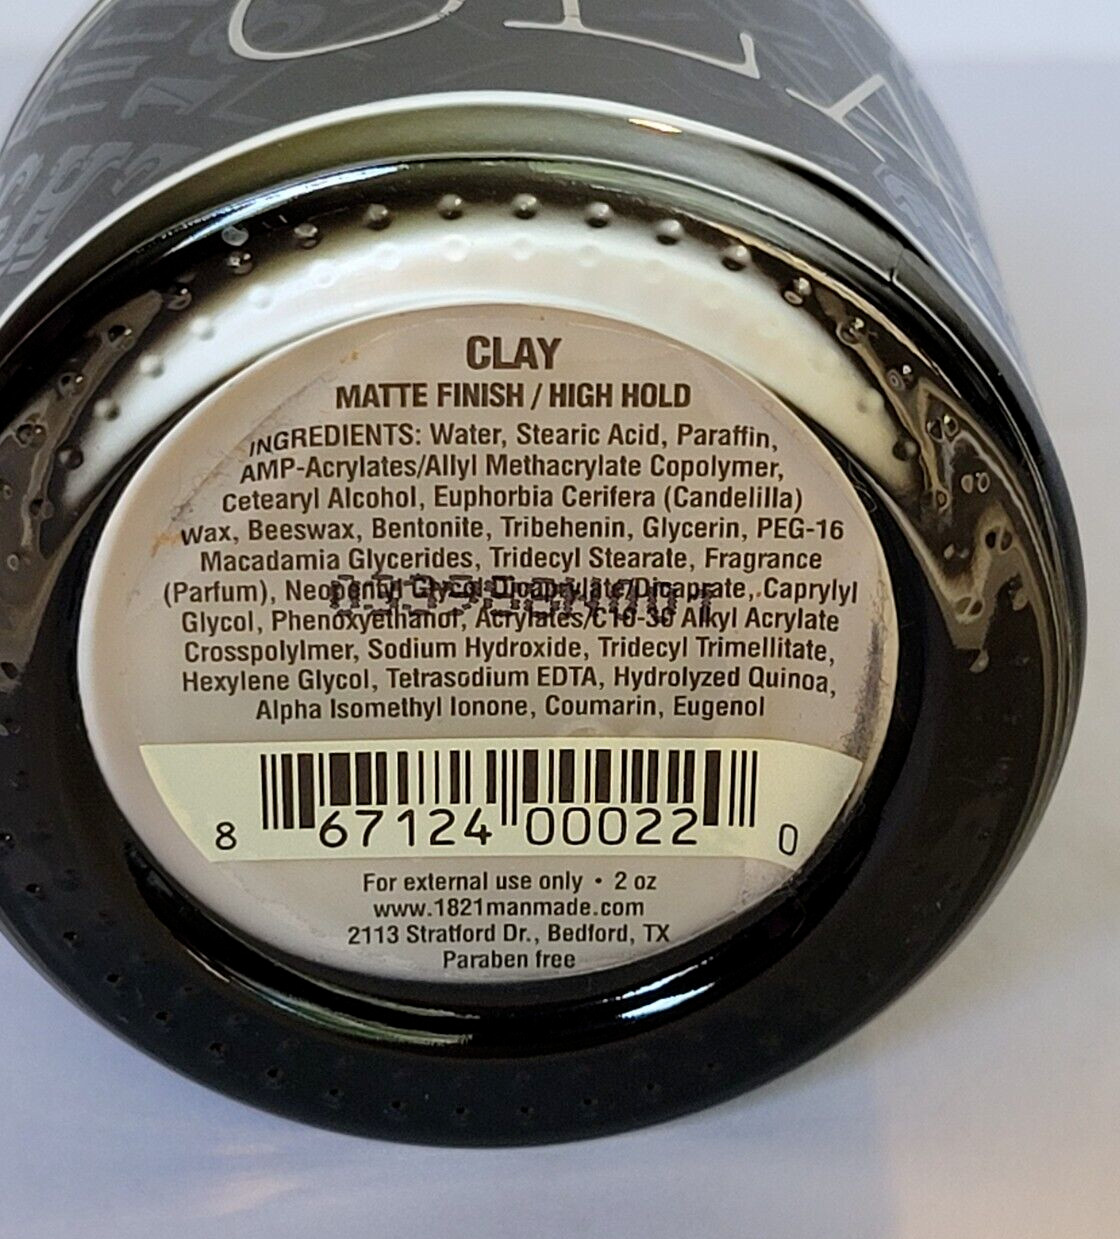 CLAY
MATTE FINISH / HIGH HOLD
INGREDIENTS: Water, Stearic Acid, Paraffin,
AMP-Acrylates/Allyl Methacrylate Copolymer,
Cetearyl Alcohol, Euphorbia Cerifera (Candelilla)
Wax, Beeswax, Bentonite, Tribehenin, Glycerin, PEG-16
Macadamia Glycerides, Tridecyl Stearate, Fragrance
(Parfum), Neopentyl Glycol Dicaprylate/Dicaprate, Caprylyl
Glycol, Phenoxyethanol, Acrylates/C10-30 Alkyl Acrylate
Crosspolylmer, Sodium Hydroxide, Tridecyl Trimellitate,
Hexylene Glycol, Tetrasodium EDTA, Hydrolyzed Quinoa,
Alpha Isomethyl Ionone, Coumarin, Eugenol
8 67124 00022 0
For external use only • 2 oz
www.1821manmade.com
2113 Stratford Dr., Bedford, TX
Paraben free